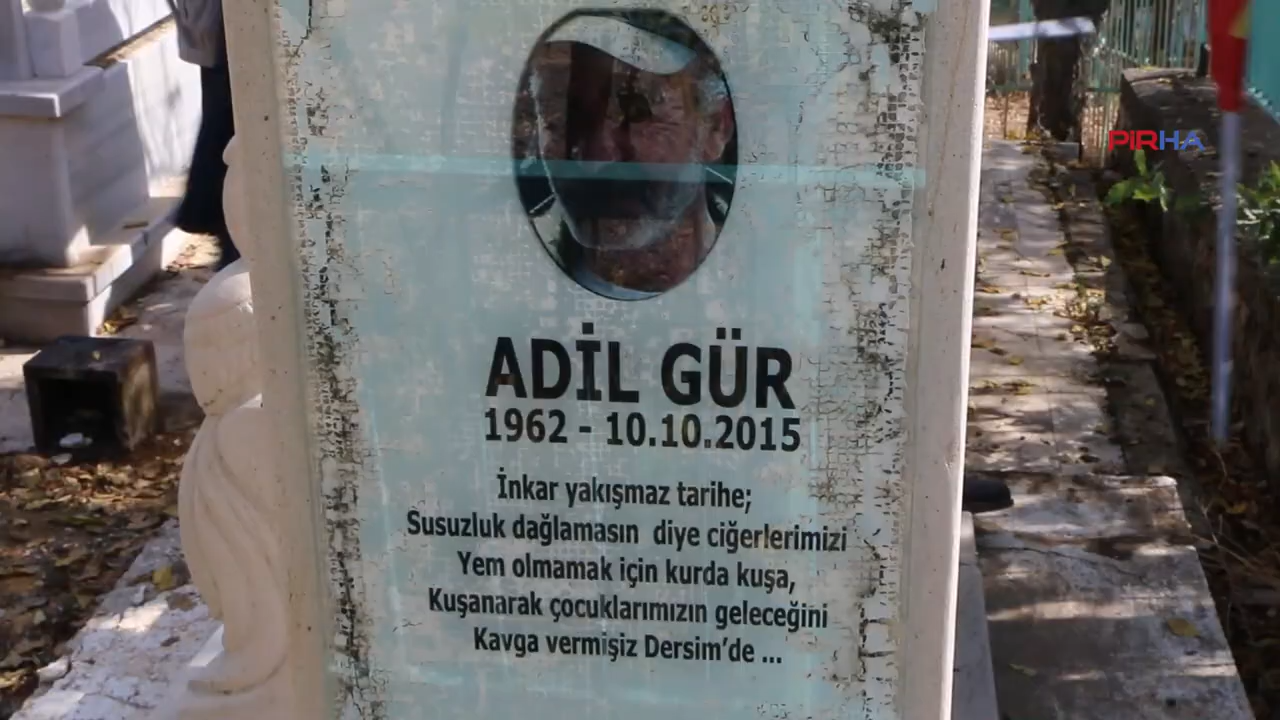 PIRHA
ADİL GÜR
1962 - 10.10.2015
İnkar yakışmaz tarihe;
Susuzluk dağlamasın diye ciğerlerimizi
Yem olmamak için kurda kuşa,
Kuşanarak çocuklarımızın geleceğini
Kavga vermişiz Dersim'de ...